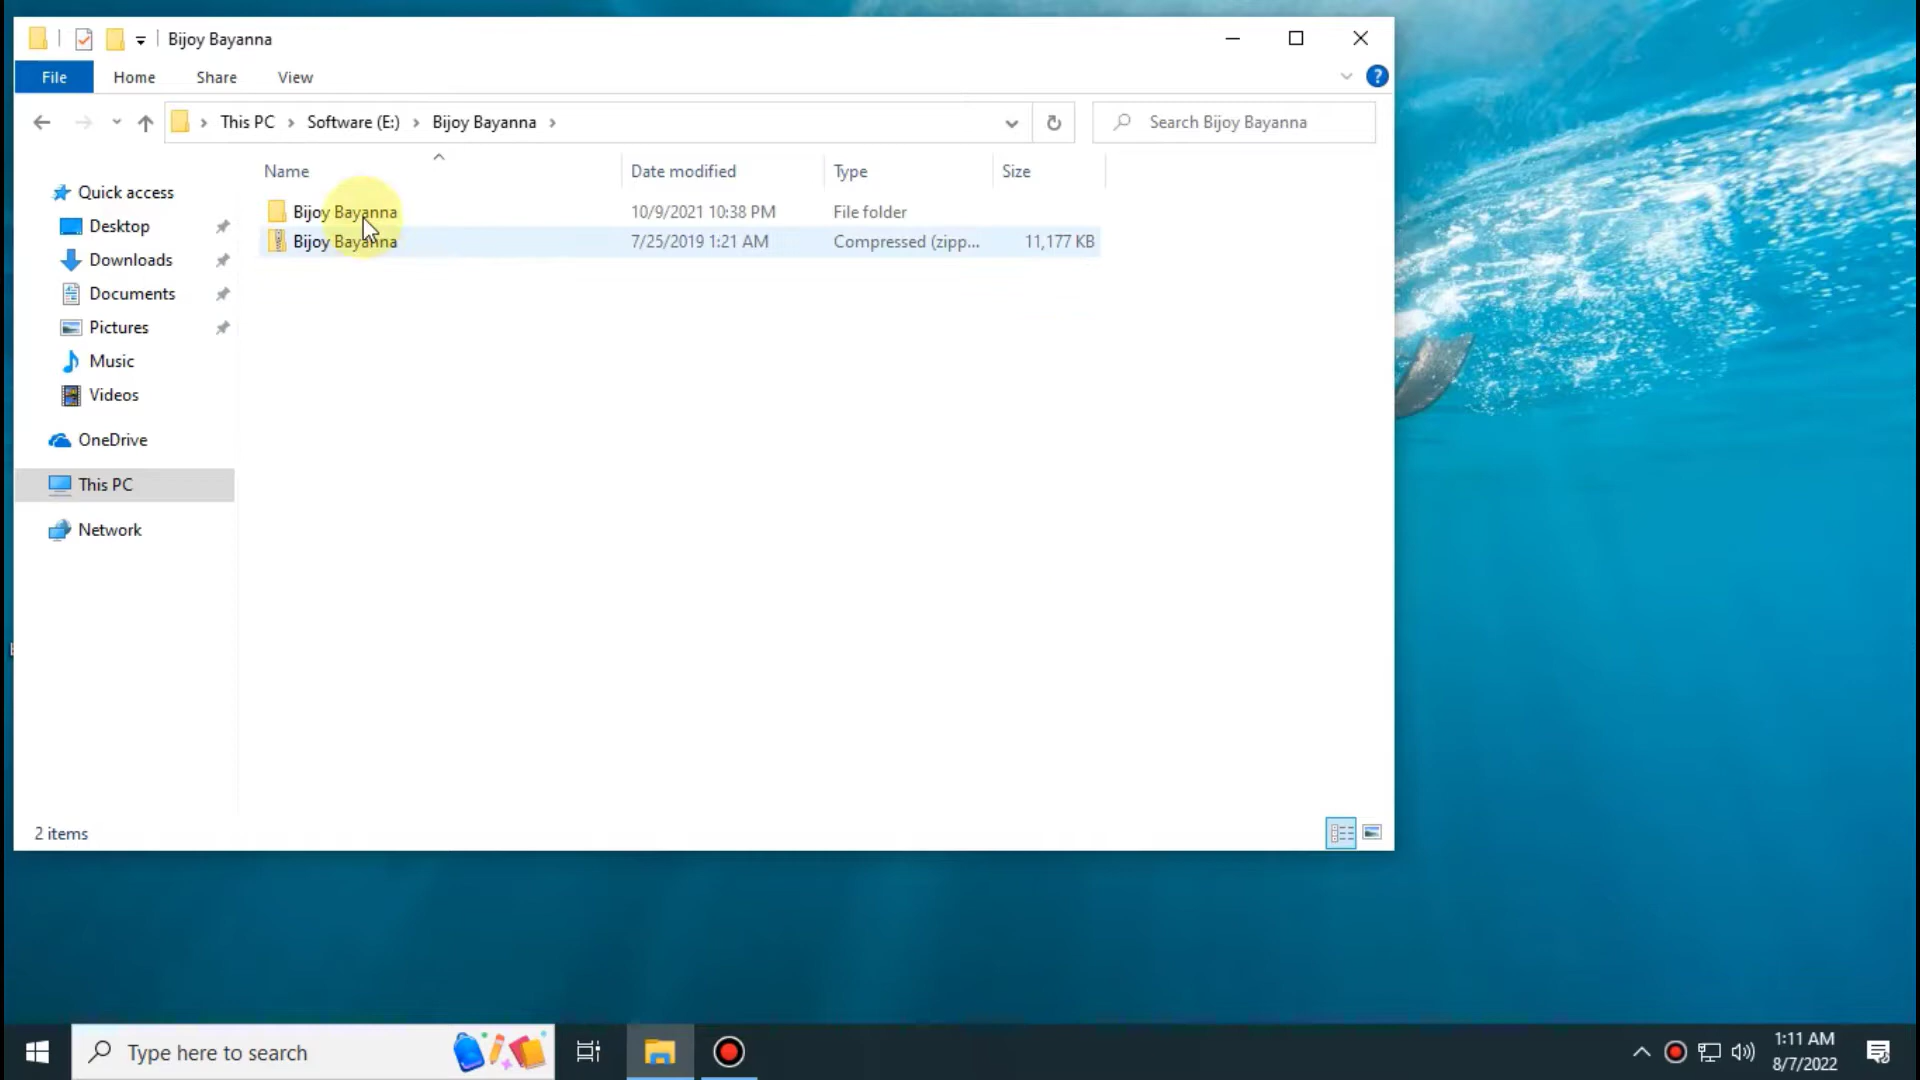 Bijoy Bayanna
File Home Share View
This PC Software (E:) Bijoy Bayanna
Search Bijoy Bayanna
Name Date modified Type Size
Quick access
Bijoy Bayanna 10/9/2021 10:38 PM File folder
Desktop
Bijoy Bayanna 7/25/2019 1:21 AM Compressed (zipp... 11,177 KB
Downloads
Documents
Pictures
Music
Videos
OneDrive
This PC
Network
2 items
Type here to search
1:11 AM
8/7/2022